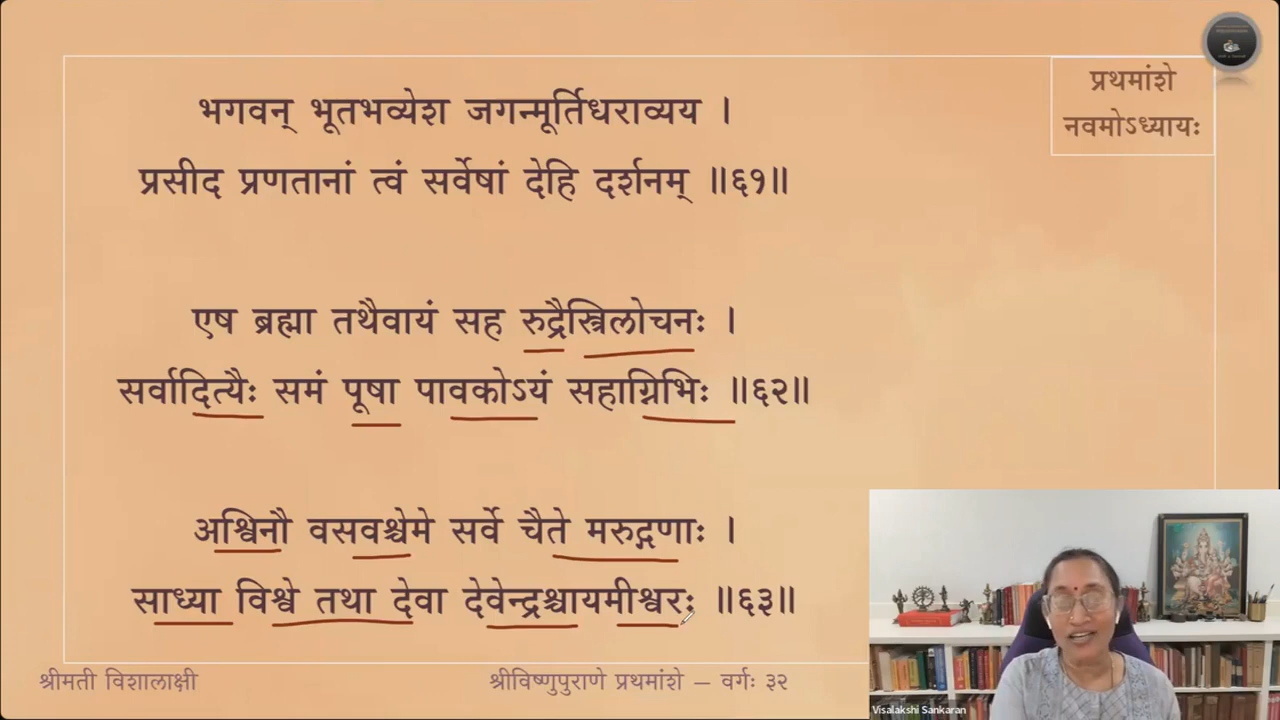 प्रथमांशे
नवमोऽध्यायः
भगवन् भूतभव्येश जगन्मूर्तिधराव्यय ।
प्रसीद प्रणतानां त्वं सर्वेषां देहि दर्शनम् ॥६१॥
एष ब्रह्मा तथैवायं सह रुद्रैस्त्रिलोचनः ।
सर्वादित्यैः समं पूषा पावकोऽयं सहाग्निभिः ॥६२॥
अश्विनौ वसवश्चेमे सर्वे चैते मरुद्गणाः ।
साध्या विश्वे तथा देवा देवेन्द्रश्चायमीश्वरः ॥६३॥
श्रीमती विशालाक्षी
श्रीविष्णुपुराणे प्रथमांशे – वर्गः ३२
Visalakshi Sankaran